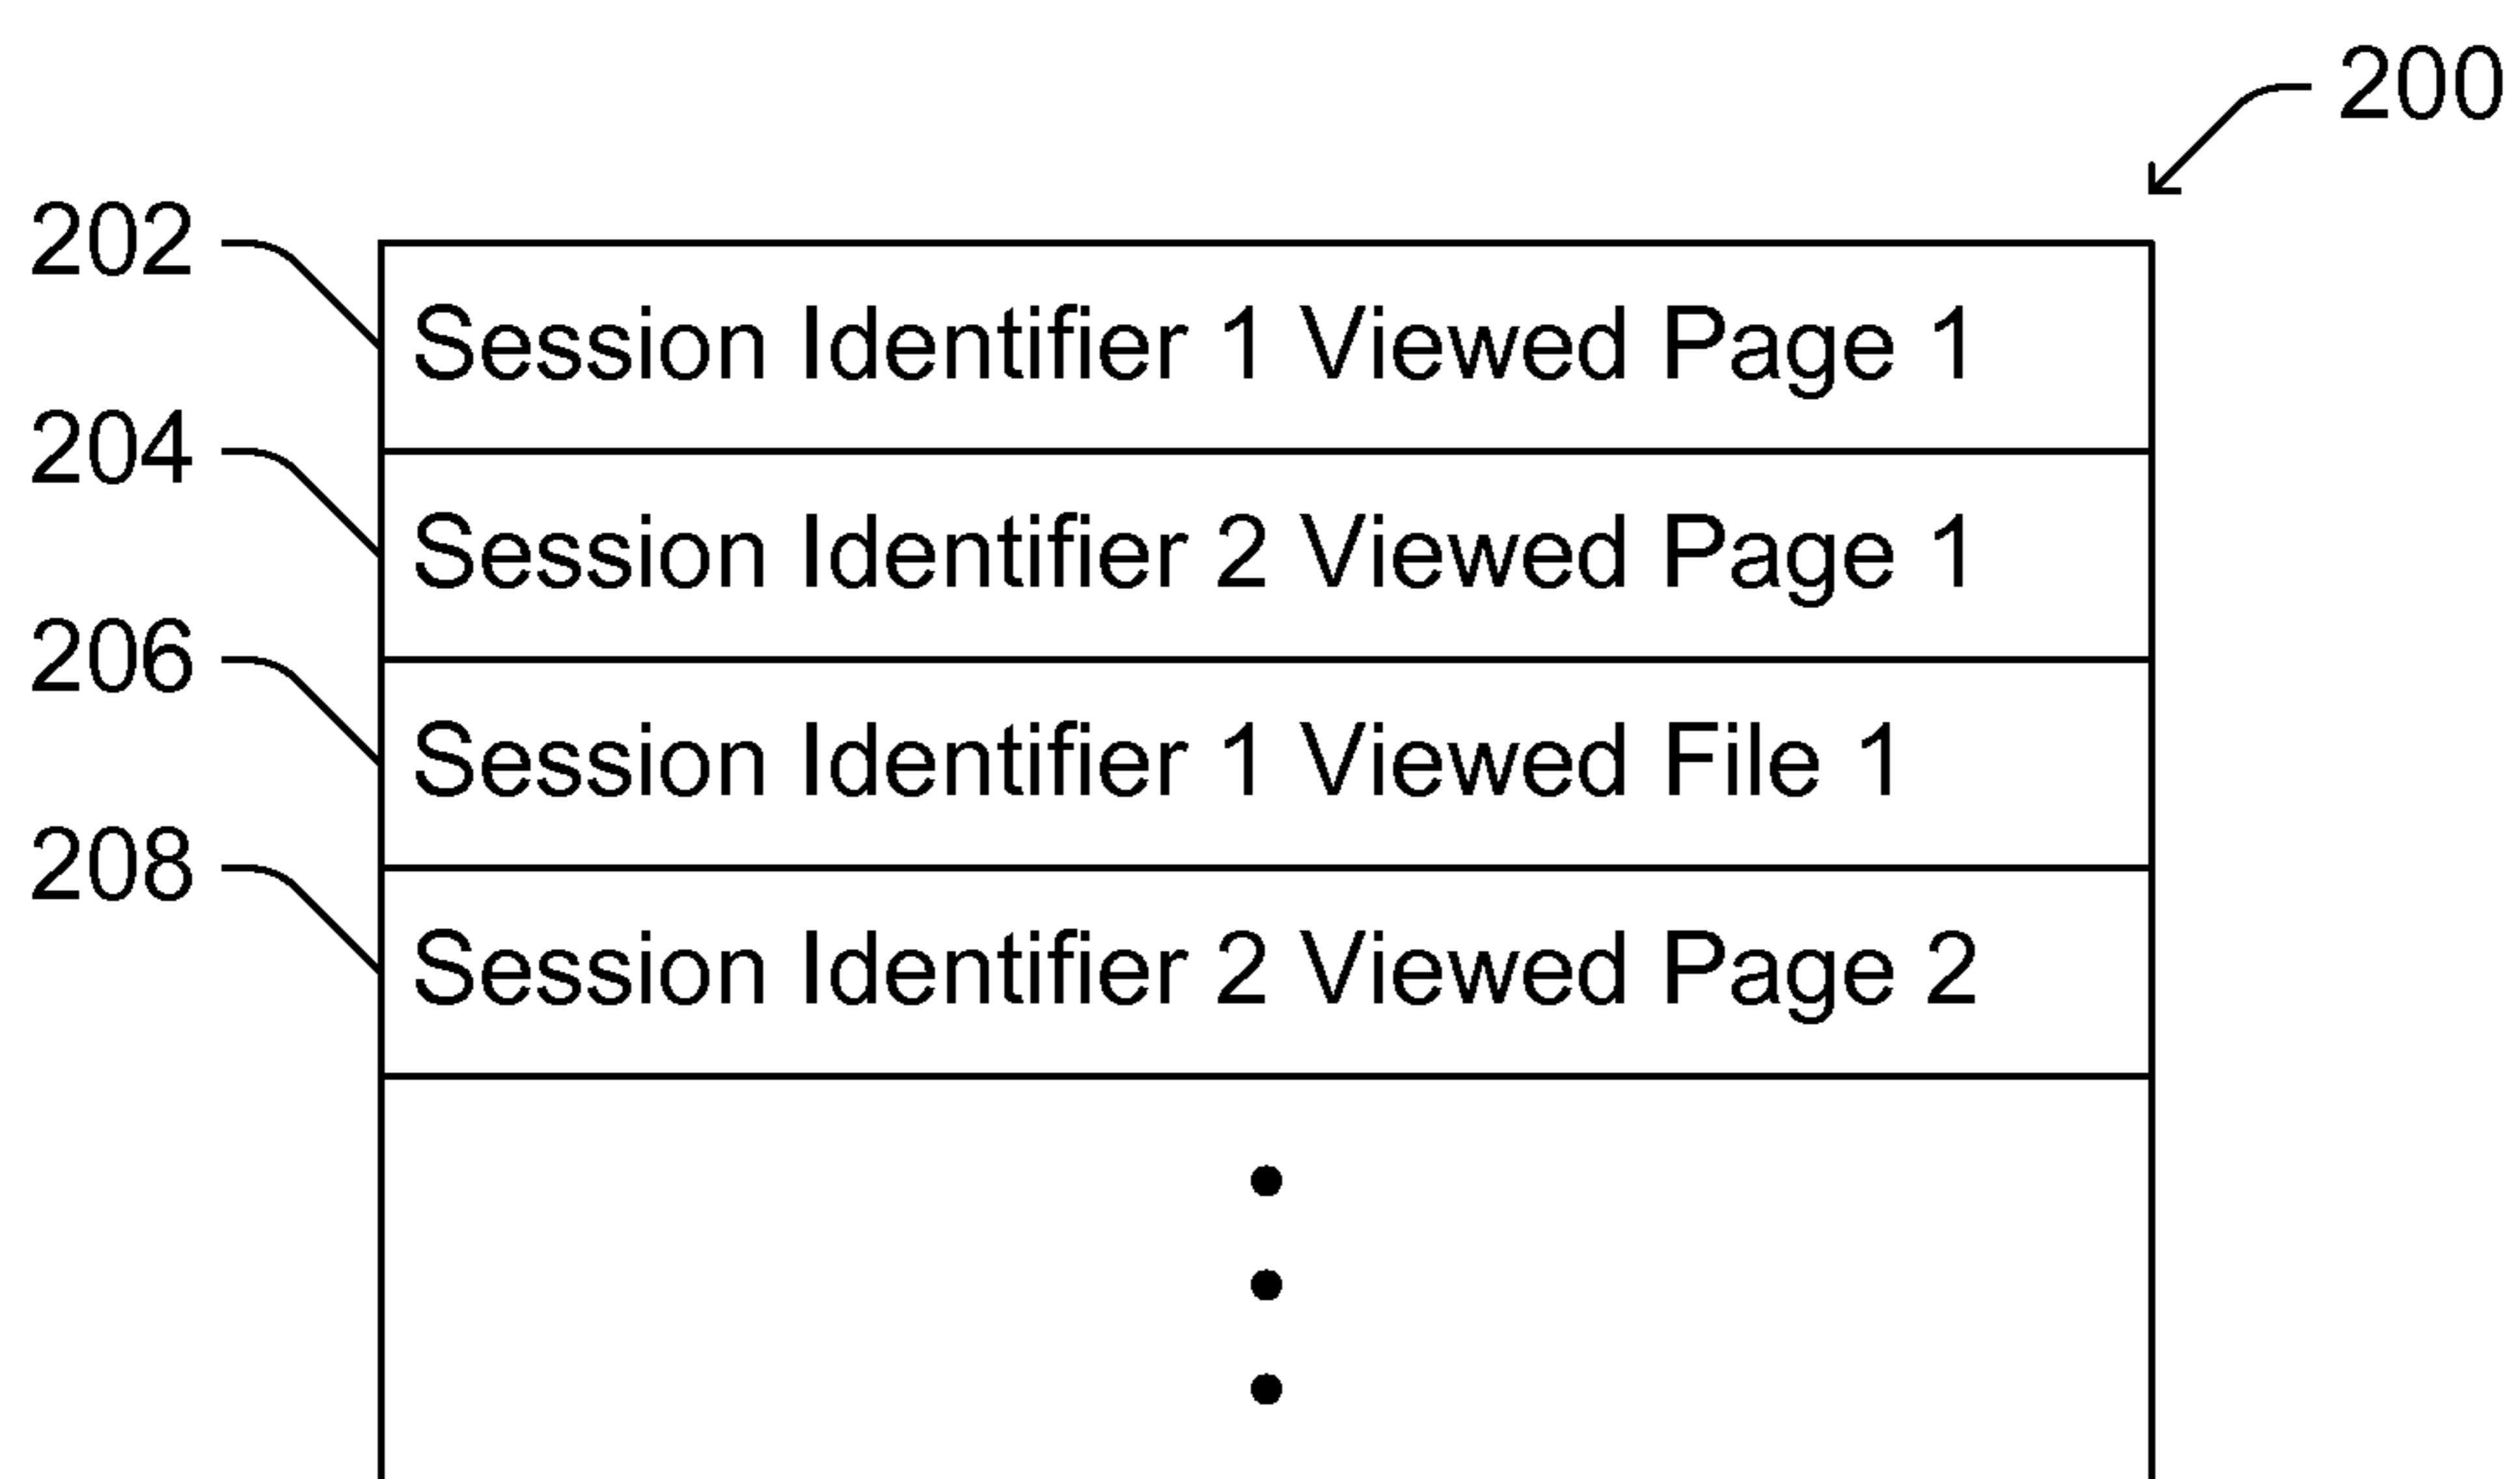 200
202
Session Identifier 1 Viewed Page 1
204
Session Identifier 2 Viewed Page 1
206
Session Identifier 1 Viewed File 1
208
Session Identifier 2 Viewed Page 2